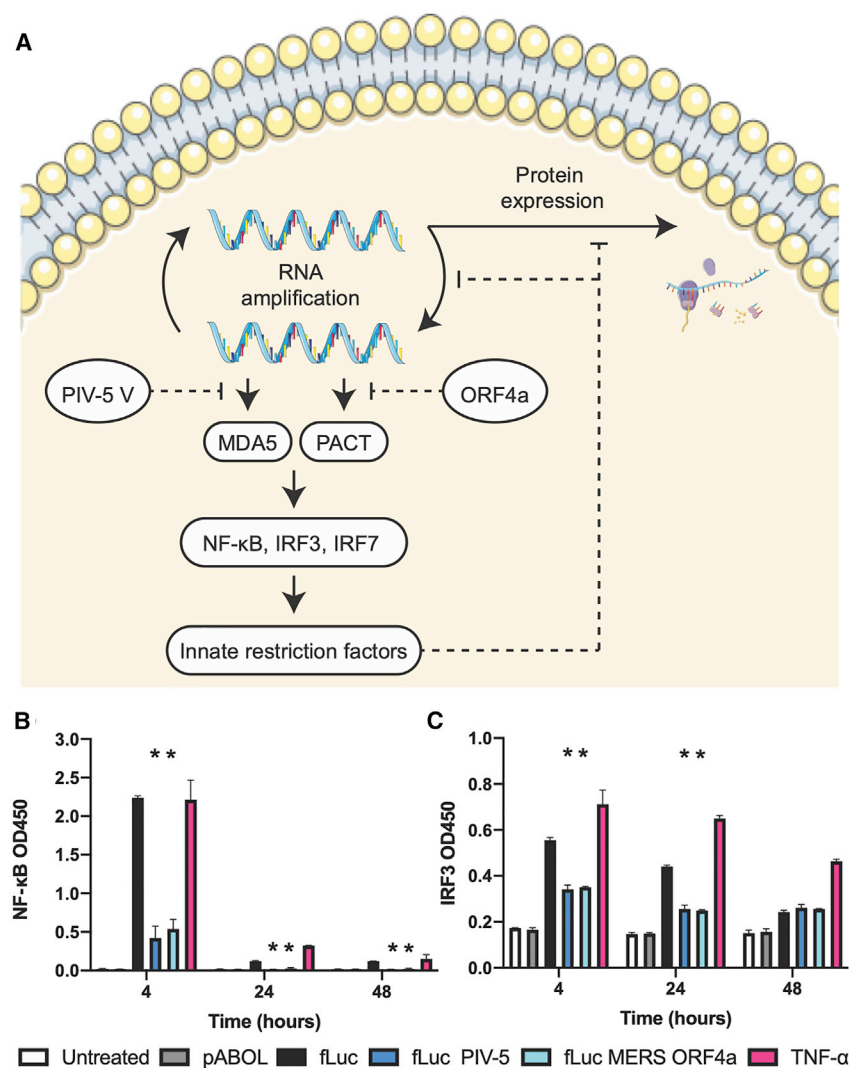 A
Protein
expression
RNA
amplification
PIV-5 V
ORF4a
MDA5
PACT
NF-κB, IRF3, IRF7
Innate restriction factors
B
NF-κB OD450
3.0
2.5
2.0
1.5
1.0
0.5
0.0
* *
* *
* *
4
24
48
Time (hours)
C
IRF3 OD450
1.0
0.8
0.6
0.4
0.2
0.0
* *
* *
4
24
48
Time (hours)
Untreated pABOL fLuc fLuc PIV-5 fLuc MERS ORF4a TNF-α